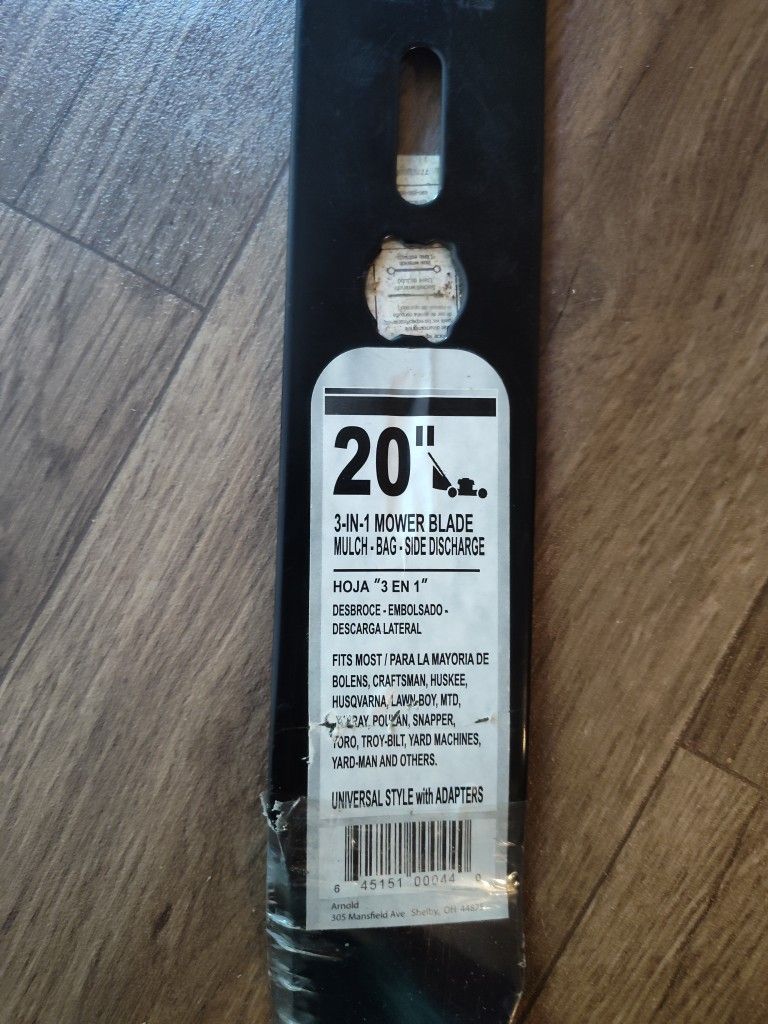 20"
3-IN-1 MOWER BLADE
MULCH - BAG - SIDE DISCHARGE
HOJA "3 EN 1"
DESBROCE - EMBOLSADO -
DESCARGA LATERAL
FITS MOST / PARA LA MAYORIA DE
BOLENS, CRAFTSMAN, HUSKEE,
HUSQVARNA, LAWN-BOY, MTD,
POULAN, SNAPPER,
TORO, TROY-BILT, YARD MACHINES,
YARD-MAN AND OTHERS.
UNIVERSAL STYLE with ADAPTERS
6 45151 00044 9
Arnold
305 Mansfield Ave. Shelby, OH